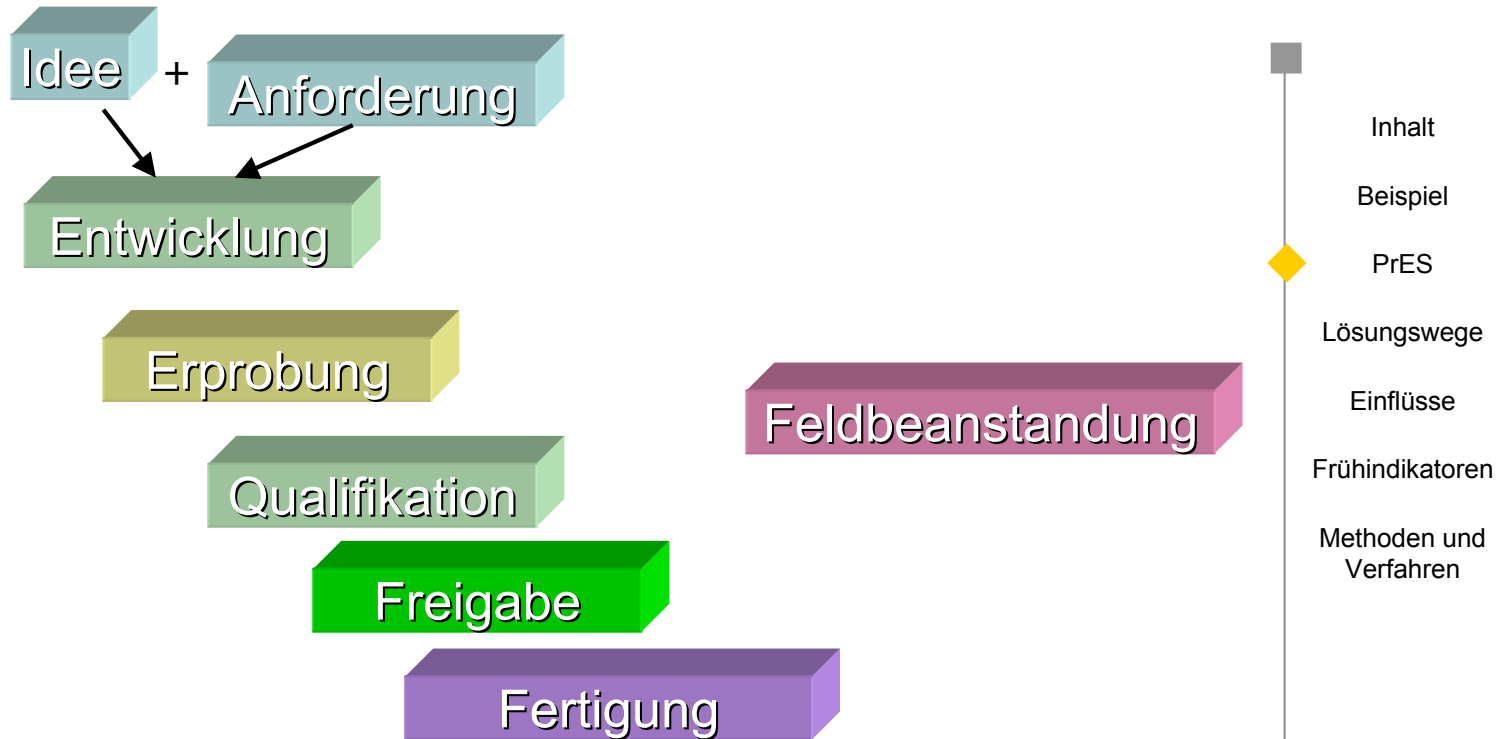 Idee + Anforderung
Entwicklung
Erprobung
Feldbeanstandung
Qualifikation
Freigabe
Fertigung
Inhalt
Beispiel
PrES
Lösungswege
Einflüsse
Frühindikatoren
Methoden und
Verfahren